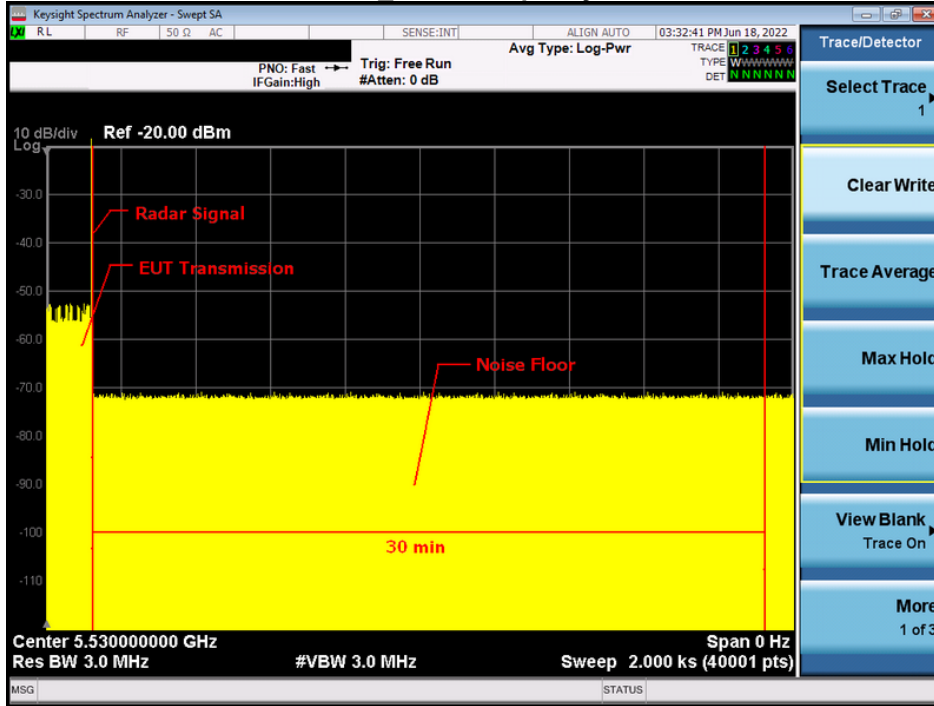 Keysight Spectrum Analyzer - Swept SA
LXI RL RF 50 Ω AC SENSE:INT ALIGN AUTO 03:32:41 PM Jun 18, 2022
Avg Type: Log-Pwr
TRACE 1 2 3 4 5 6
TYPE W
DET N N N N N N
PNO: Fast
IFGain:High
Trig: Free Run
#Atten: 0 dB
10 dB/div Ref -20.00 dBm
Log
-30.0
-40.0
-50.0
-60.0
-70.0
-80.0
-90.0
-100
-110
Radar Signal
EUT Transmission
Noise Floor
30 min
Center 5.530000000 GHz Span 0 Hz
Res BW 3.0 MHz #VBW 3.0 MHz Sweep 2.000 ks (40001 pts)
MSG STATUS
Trace/Detector
Select Trace
1
Clear Write
Trace Average
Max Hold
Min Hold
View Blank
Trace On
More
1 of 3